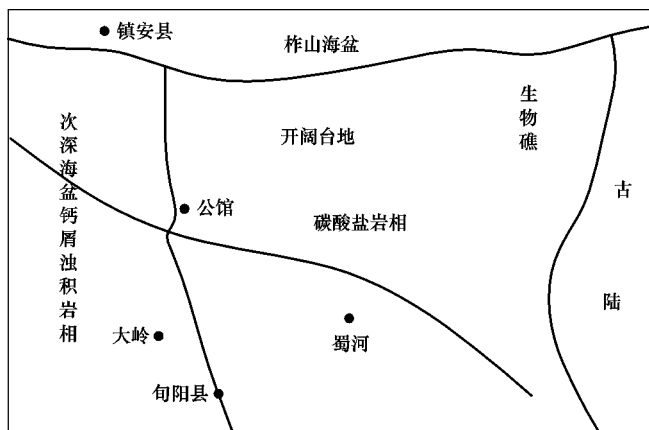 镇安县
柞山海盆
生物礁
次深海盆钙屑浊积岩相
开阔台地
古陆
公馆
碳酸盐岩相
大岭
蜀河
旬阳县